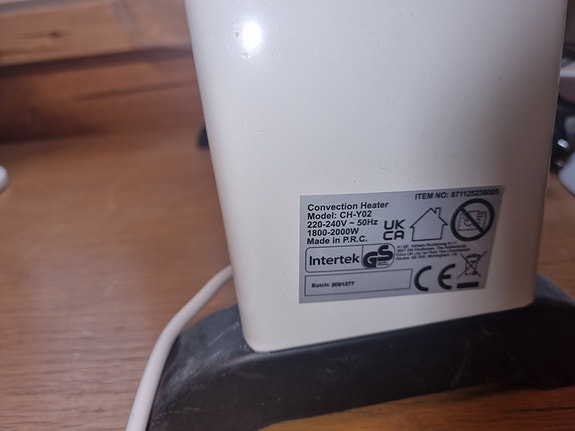 ITEM NO: 871125238085
Convection Heater
Model: CH-Y02
220-240V ~ 50Hz
1800-2000W
Made in P.R.C.
UK
CA
Intertek
GS
Batch: 2091277
CE